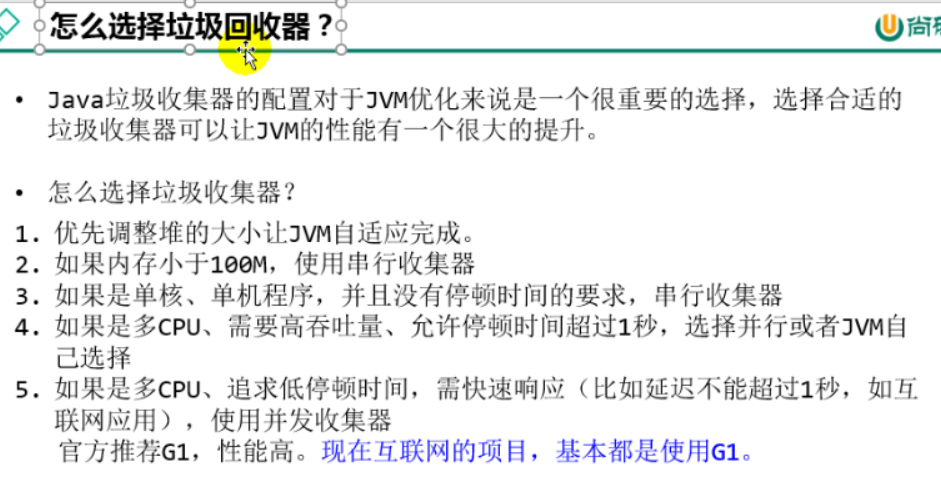 怎么选择垃圾回收器？
尚
• Java垃圾收集器的配置对于JVM优化来说是一个很重要的选择，选择合适的
垃圾收集器可以让JVM的性能有一个很大的提升。
• 怎么选择垃圾收集器？
1. 优先调整堆的大小让JVM自适应完成。
2. 如果内存小于100M，使用串行收集器
3. 如果是单核、单机程序，并且没有停顿时间的要求，串行收集器
4. 如果是多CPU、需要高吞吐量、允许停顿时间超过1秒，选择并行或者JVM自
己选择
5. 如果是多CPU、追求低停顿时间，需快速响应（比如延迟不能超过1秒，如互
联网应用），使用并发收集器
官方推荐G1，性能高。现在互联网的项目，基本都是使用G1。